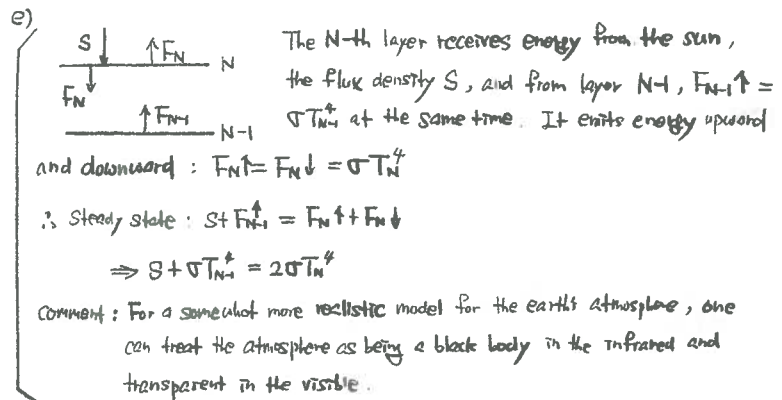 e)
S F_N N The N-th layer receives energy from the sun,
F_N the flux density S, and from layer N-1, F_{N-1}↑ =
F_{N-1} N-1 σT_{N-1}^4 at the same time. It emits energy upward
and downward : F_N↑ = F_N↓ = σT_N^4
∴ Steady state : S + F_{N-1}↑ = F_N↑ + F_N↓
⇒ S + σT_{N-1}^4 = 2σT_N^4
comment : For a somewhat more realistic model for the earth's atmosphere, one
can treat the atmosphere as being a black body in the infrared and
transparent in the visible.